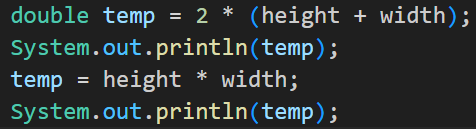 double temp = 2 * (height + width);
System.out.println(temp);
temp = height * width;
System.out.println(temp);